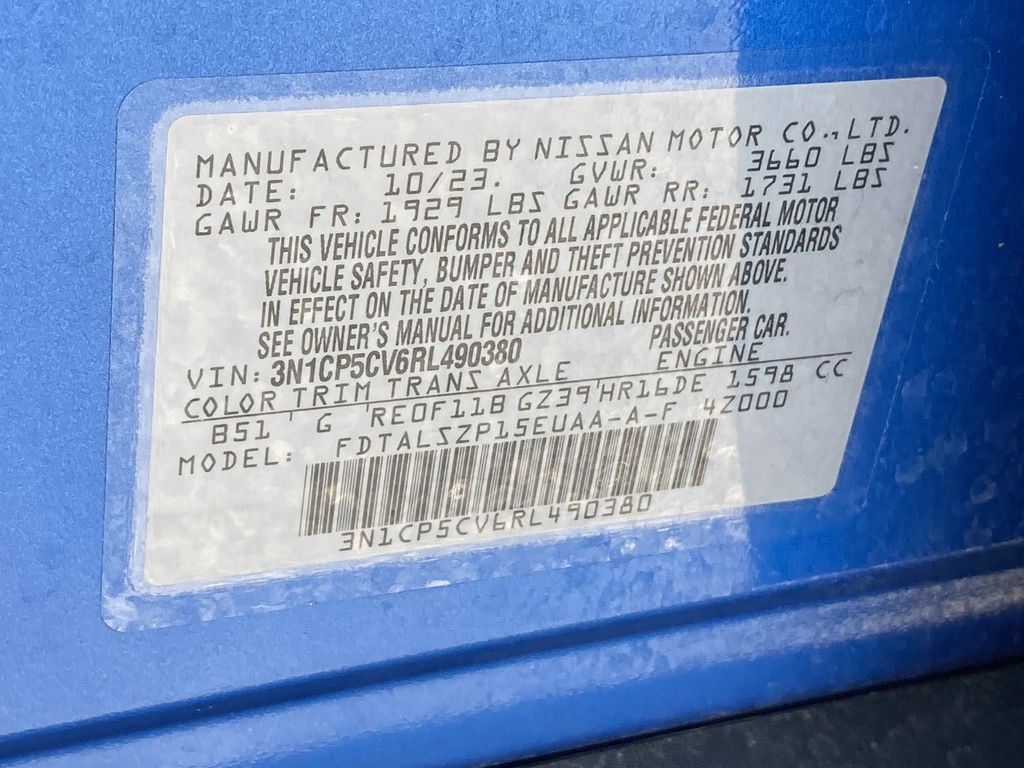 MANUFACTURED BY NISSAN MOTOR CO., LTD.
DATE: 10/23. GVWR: 3660 LBS
GAWR FR: 1929 LBS GAWR RR: 1731 LBS
THIS VEHICLE CONFORMS TO ALL APPLICABLE FEDERAL MOTOR
VEHICLE SAFETY, BUMPER AND THEFT PREVENTION STANDARDS
IN EFFECT ON THE DATE OF MANUFACTURE SHOWN ABOVE.
SEE OWNER'S MANUAL FOR ADDITIONAL INFORMATION.
VIN: 3N1CP5CV6RL490380 PASSENGER CAR.
COLOR TRIM TRANS AXLE ENGINE
B51 G RE0F11B GZ39 HR16DE 1598 CC
MODEL: FDTALSZP15EUAA-A-F 4Z000
3N1CP5CV6RL490380